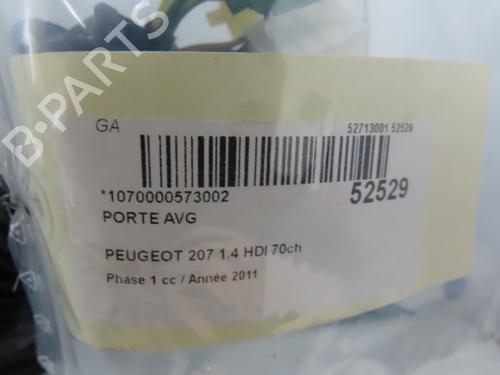 B-PARTS
GA
52713001 52529
*1070000573002
52529
PORTE AVG
PEUGEOT 207 1.4 HDI 70ch
Phase 1 cc / Année 2011